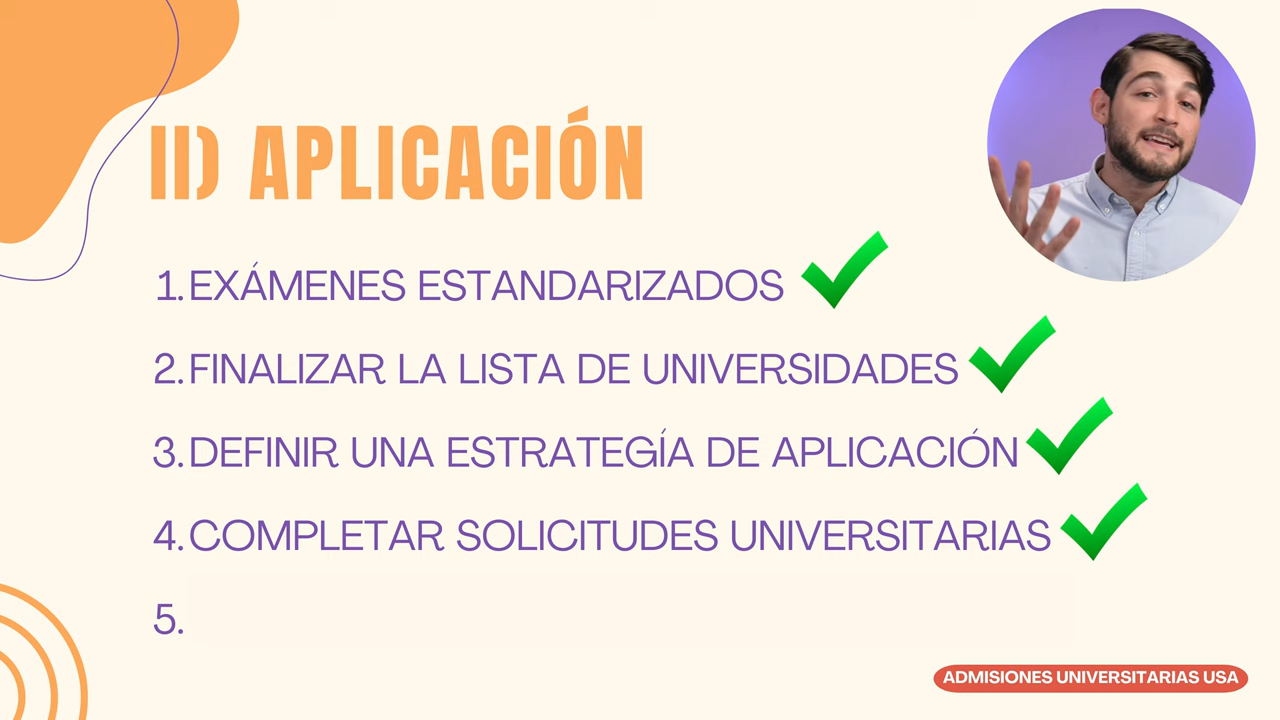 II) APLICACIÓN
1. EXÁMENES ESTANDARIZADOS
2. FINALIZAR LA LISTA DE UNIVERSIDADES
3. DEFINIR UNA ESTRATEGÍA DE APLICACIÓN
4. COMPLETAR SOLICITUDES UNIVERSITARIAS
5.
ADMISIONES UNIVERSITARIAS USA